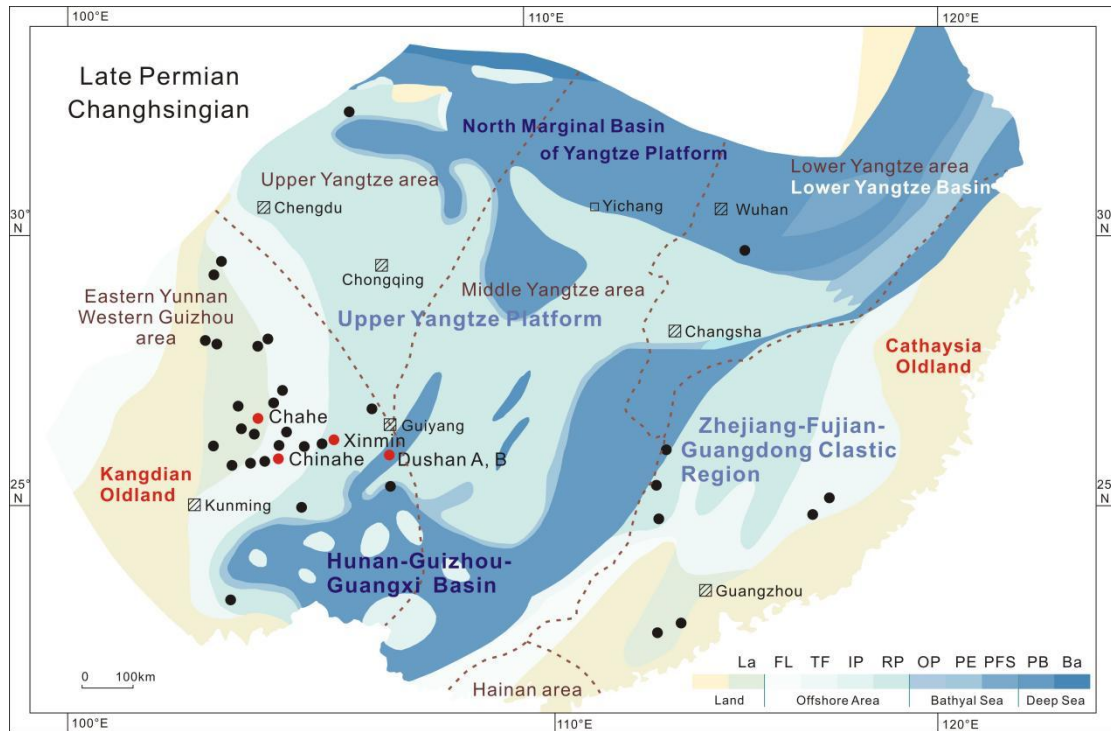 100°E
110°E
120°E
Late Permian
Changhsingian
North Marginal Basin
of Yangtze Platform
Lower Yangtze area
Lower Yangtze Basin
Upper Yangtze area
30°
N
Chengdu
Yichang
Wuhan
30°
N
Chongqing
Middle Yangtze area
Eastern Yunnan
Western Guizhou
area
Upper Yangtze Platform
Changsha
Cathaysia
Oldland
Chahe
Guiyang
Xinmin
Zhejiang-Fujian-
Guangdong Clastic
Region
Chinahe
Dushan A, B
Kangdian
Oldland
25°
N
Kunming
25°
N
Hunan-Guizhou-
Guangxi Basin
Guangzhou
Hainan area
0 100km
La FL TF IP RP OP PE PFS PB Ba
Land Offshore Area Bathyal Sea Deep Sea
100°E
110°E
120°E